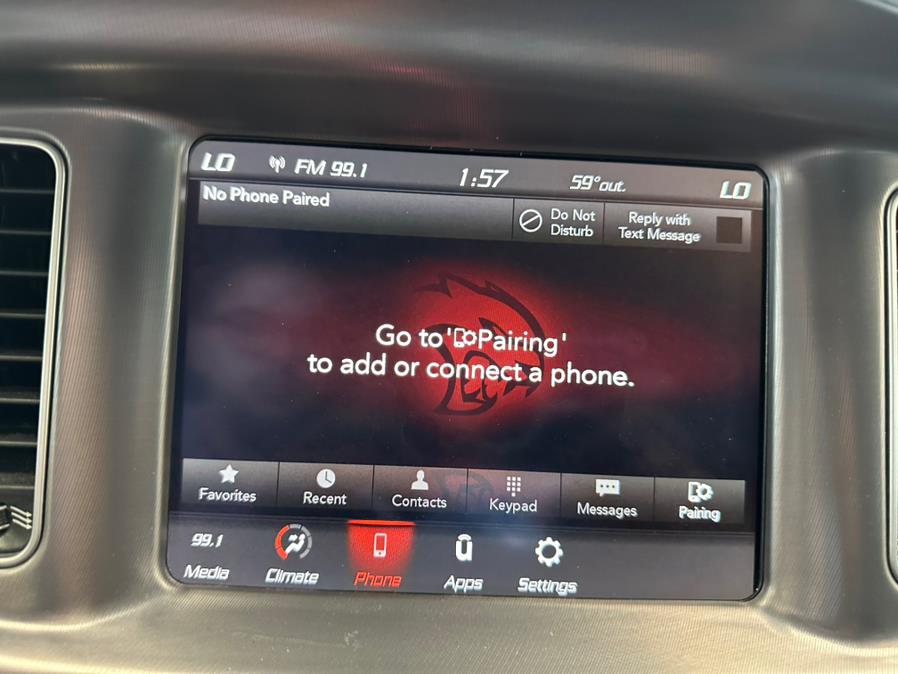 LO FM 99.1 1:57 59° out. LO
No Phone Paired
Do Not
Disturb
Reply with
Text Message
Go to 'Pairing'
to add or connect a phone.
Favorites Recent Contacts Keypad Messages Pairing
99.1
Media Climate Phone Apps Settings